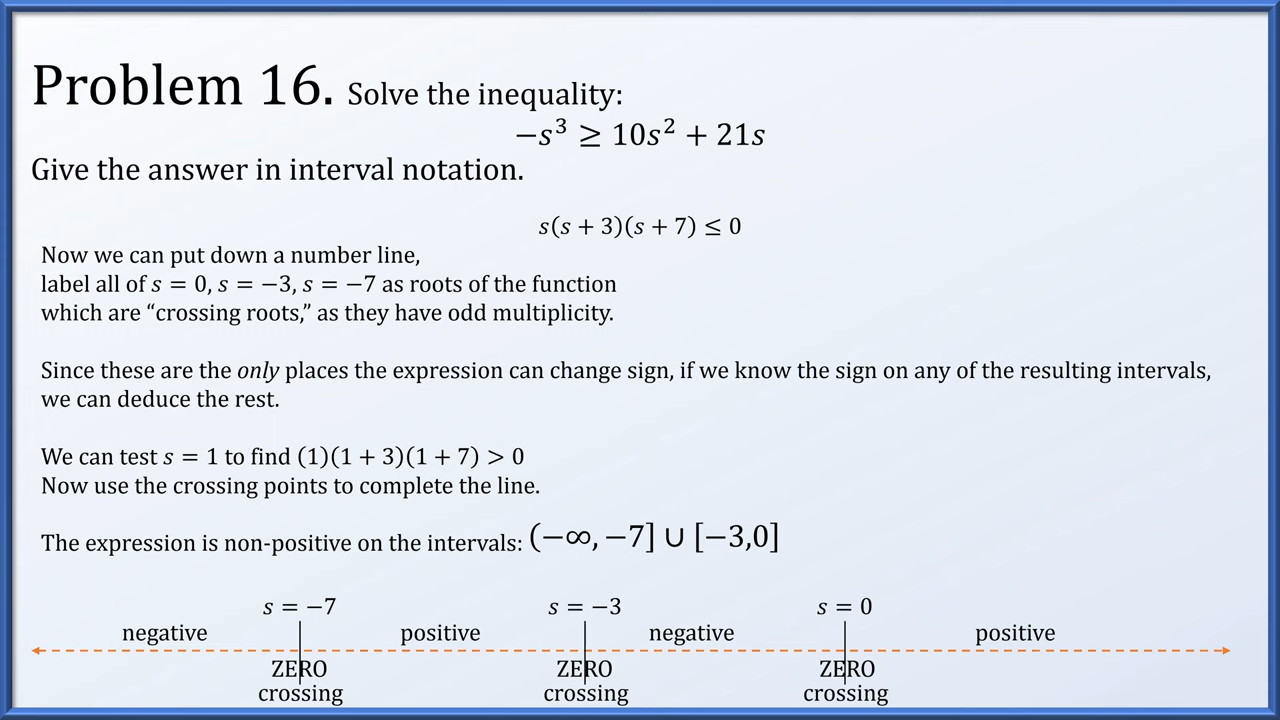 Problem 16. Solve the inequality:
−s³ ≥ 10s² + 21s
Give the answer in interval notation.
s(s + 3)(s + 7) ≤ 0
Now we can put down a number line,
label all of s = 0, s = −3, s = −7 as roots of the function
which are “crossing roots,” as they have odd multiplicity.
Since these are the only places the expression can change sign, if we know the sign on any of the resulting intervals,
we can deduce the rest.
We can test s = 1 to find (1)(1 + 3)(1 + 7) > 0
Now use the crossing points to complete the line.
The expression is non-positive on the intervals: (−∞, −7] ∪ [−3,0]
s = −7 s = −3 s = 0
negative positive negative positive
ZERO ZERO ZERO
crossing crossing crossing